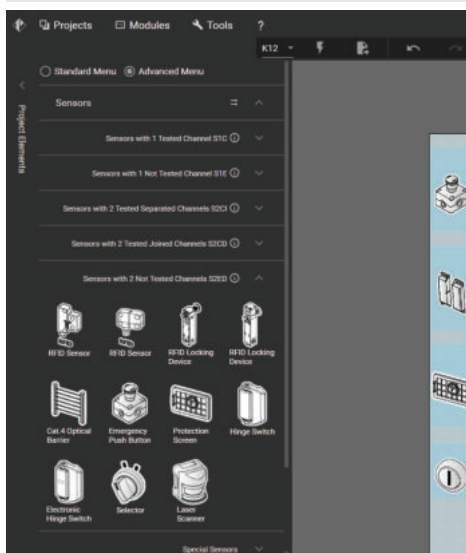 Projects Modules Tools ?
K12
Standard Menu Advanced Menu
Sensors
Project Elements
Sensors with 1 Tested Channel S1C
Sensors with 1 Not Tested Channel S1E
Sensors with 2 Tested Separated Channels S2CI
Sensors with 2 Tested Joined Channels S2CD
Sensors with 2 Not Tested Channels S2ED
RFID Sensor
RFID Sensor
RFID Locking
Device
RFID Locking
Device
Cat.4 Optical
Barrier
Emergency
Push Button
Protection
Screen
Hinge Switch
Electronic
Hinge Switch
Selector
Laser
Scanner
Special Sensors